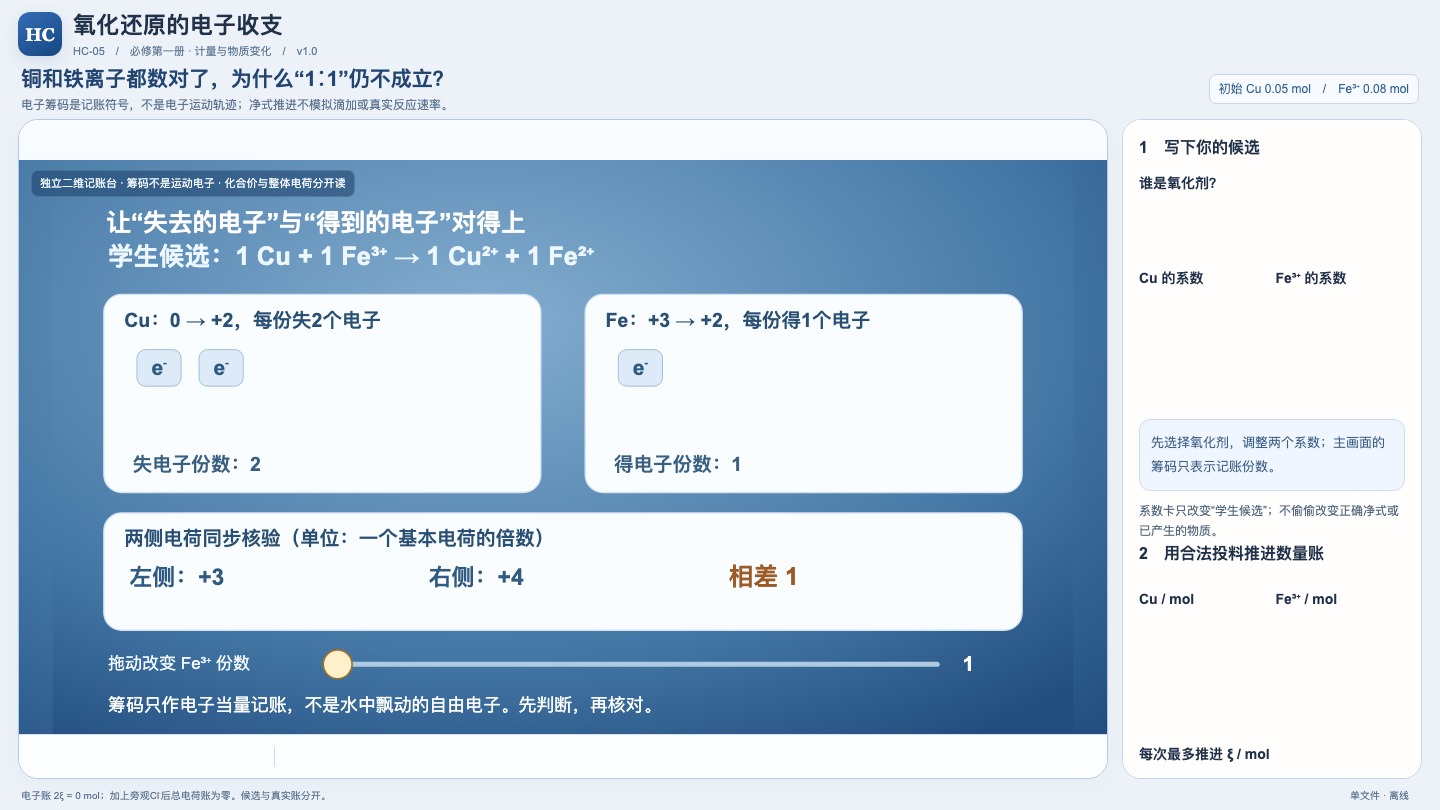 HC
氧化还原的电子收支
HC-05 / 必修第一册 · 计量与物质变化 / v1.0
铜和铁离子都数对了，为什么“1∶1”仍不成立？
电子筹码是记账符号，不是电子运动轨迹；净式推进不模拟滴加或真实反应速率。
初始 Cu 0.05 mol / Fe³⁺ 0.08 mol
独立二维记账台 · 筹码不是运动电子 · 化合价与整体电荷分开读
让“失去的电子”与“得到的电子”对得上
学生候选：1 Cu + 1 Fe³⁺ → 1 Cu²⁺ + 1 Fe²⁺
Cu：0 → +2，每份失2个电子
e⁻ e⁻
失电子份数：2
Fe：+3 → +2，每份得1个电子
e⁻
得电子份数：1
两侧电荷同步核验（单位：一个基本电荷的倍数）
左侧：+3 右侧：+4 相差 1
拖动改变 Fe³⁺ 份数 1
筹码只作电子当量记账，不是水中飘动的自由电子。先判断，再核对。
1 写下你的候选
谁是氧化剂？
Cu 的系数 Fe³⁺ 的系数
先选择氧化剂，调整两个系数；主画面的
筹码只表示记账份数。
系数卡只改变“学生候选”；不偷偷改变正确净式或
已产生的物质。
2 用合法投料推进数量账
Cu / mol Fe³⁺ / mol
每次最多推进 ξ / mol
电子账 2ξ = 0 mol；加上旁观Cl⁻后总电荷账为零。候选与真实账分开。
单文件 · 离线